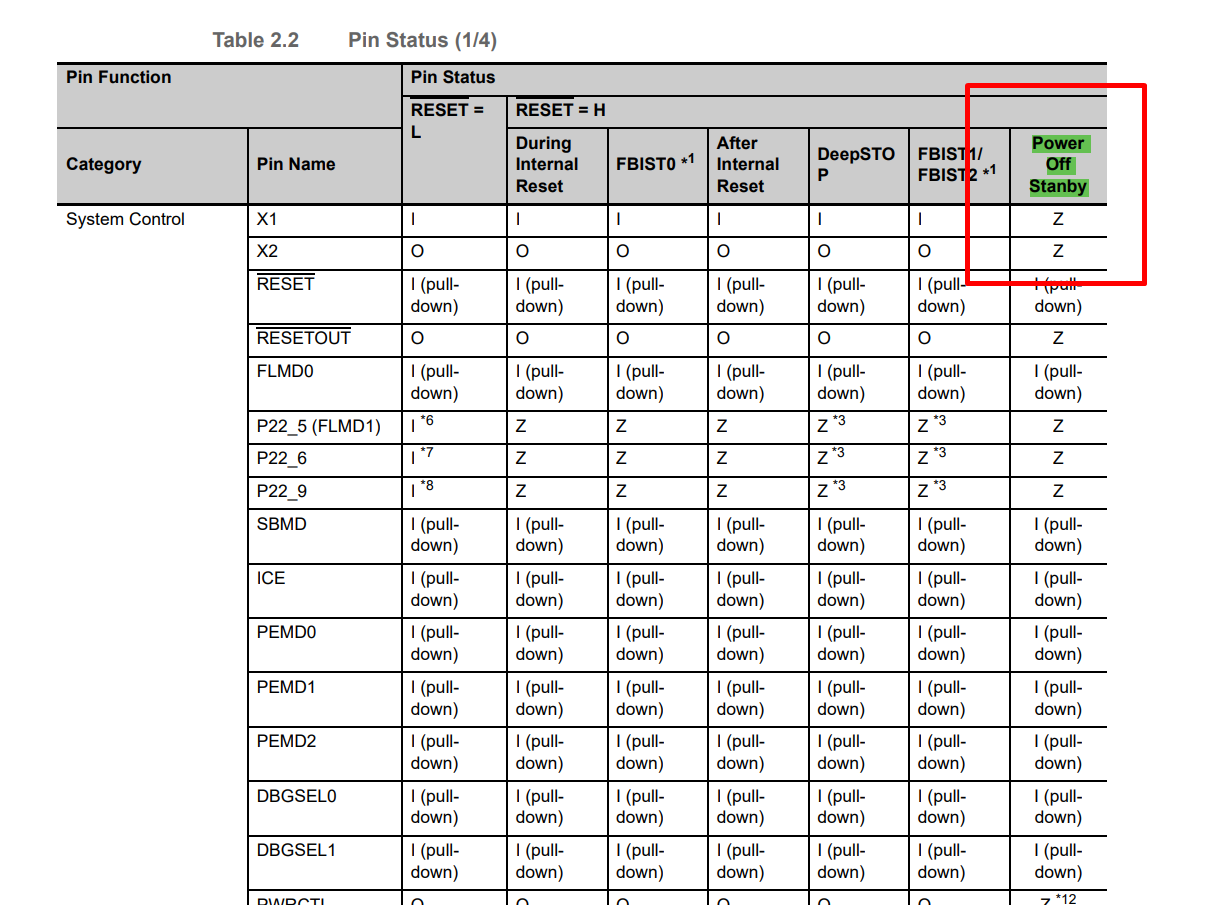 Table 2.2 Pin Status (1/4)
Pin Function Pin Status
RESET = L RESET = H
Category Pin Name During Internal Reset FBIST0 *1 After Internal Reset DeepSTOP FBIST1/ FBIST2 *1 Power Off Stanby
System Control X1 I I I I I I Z
X2 O O O O O O Z
RESET I (pull-down) I (pull-down) I (pull-down) I (pull-down) I (pull-down) I (pull-down) I (pull-down)
RESETOUT O O O O O O Z
FLMD0 I (pull-down) I (pull-down) I (pull-down) I (pull-down) I (pull-down) I (pull-down) I (pull-down)
P22_5 (FLMD1) I *6 Z Z Z Z *3 Z *3 Z
P22_6 I *7 Z Z Z Z *3 Z *3 Z
P22_9 I *8 Z Z Z Z *3 Z *3 Z
SBMD I (pull-down) I (pull-down) I (pull-down) I (pull-down) I (pull-down) I (pull-down) I (pull-down)
ICE I (pull-down) I (pull-down) I (pull-down) I (pull-down) I (pull-down) I (pull-down) I (pull-down)
PEMD0 I (pull-down) I (pull-down) I (pull-down) I (pull-down) I (pull-down) I (pull-down) I (pull-down)
PEMD1 I (pull-down) I (pull-down) I (pull-down) I (pull-down) I (pull-down) I (pull-down) I (pull-down)
PEMD2 I (pull-down) I (pull-down) I (pull-down) I (pull-down) I (pull-down) I (pull-down) I (pull-down)
DBGSEL0 I (pull-down) I (pull-down) I (pull-down) I (pull-down) I (pull-down) I (pull-down) I (pull-down)
DBGSEL1 I (pull-down) I (pull-down) I (pull-down) I (pull-down) I (pull-down) I (pull-down) I (pull-down)
PWRCTL O O O O O O Z *12